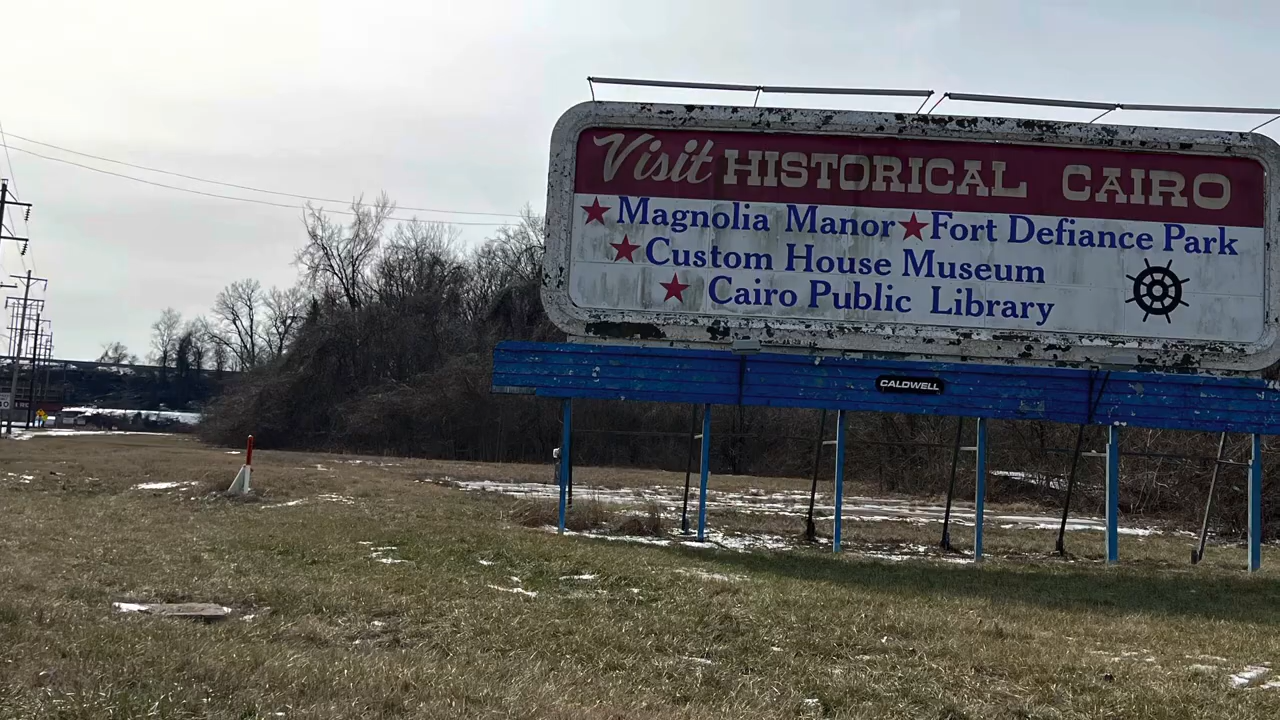 Visit HISTORICAL CAIRO
Magnolia Manor Fort Defiance Park
Custom House Museum
Cairo Public Library
CALDWELL